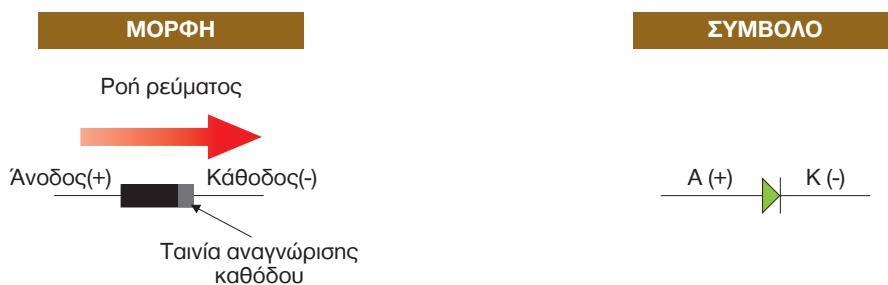 ΜΟΡΦΗ
ΣΥΜΒΟΛΟ
Ροή ρεύματος
Άνοδος(+)
Κάθοδος(-)
Α (+)
Κ (-)
Ταινία αναγνώρισης
καθόδου